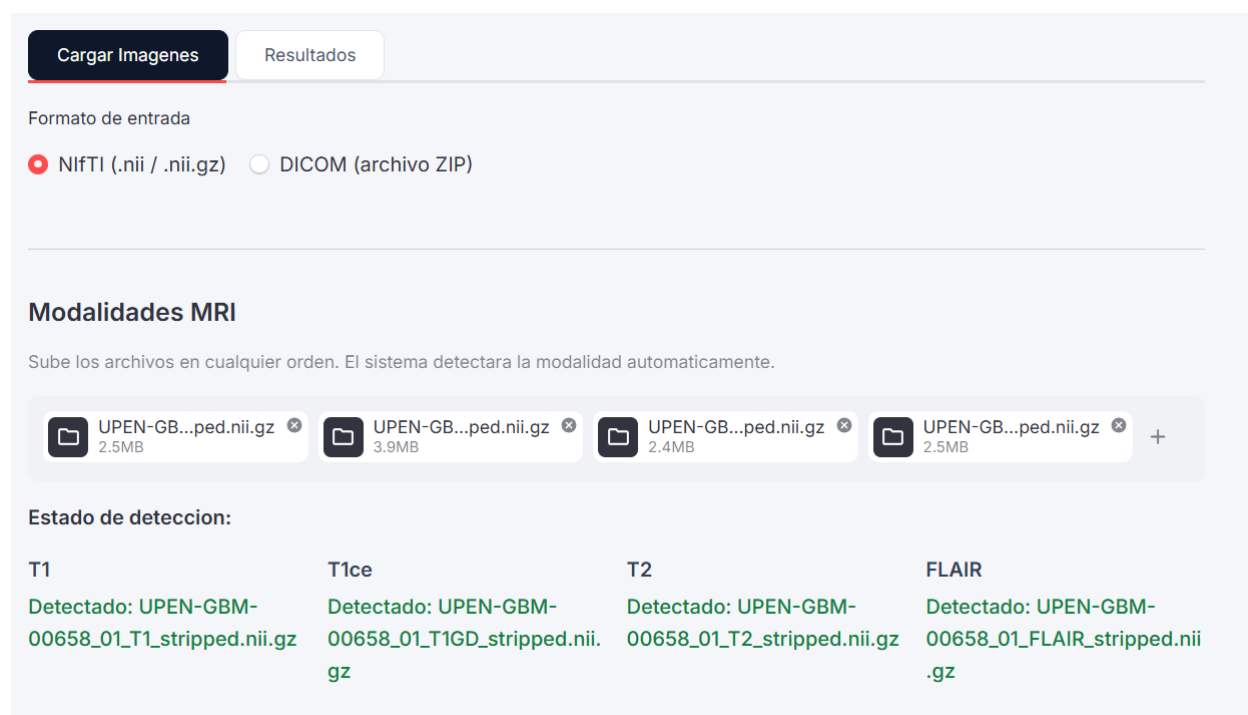 Cargar Imagenes
Resultados
Formato de entrada
NIfTI (.nii / .nii.gz)
DICOM (archivo ZIP)
Modalidades MRI
Sube los archivos en cualquier orden. El sistema detectara la modalidad automaticamente.
UPEN-GB...ped.nii.gz
2.5MB
UPEN-GB...ped.nii.gz
3.9MB
UPEN-GB...ped.nii.gz
2.4MB
UPEN-GB...ped.nii.gz
2.5MB
+
Estado de deteccion:
T1
Detectado: UPEN-GBM-
00658_01_T1_stripped.nii.gz
T1ce
Detectado: UPEN-GBM-
00658_01_T1GD_stripped.nii.
gz
T2
Detectado: UPEN-GBM-
00658_01_T2_stripped.nii.gz
FLAIR
Detectado: UPEN-GBM-
00658_01_FLAIR_stripped.nii
.gz